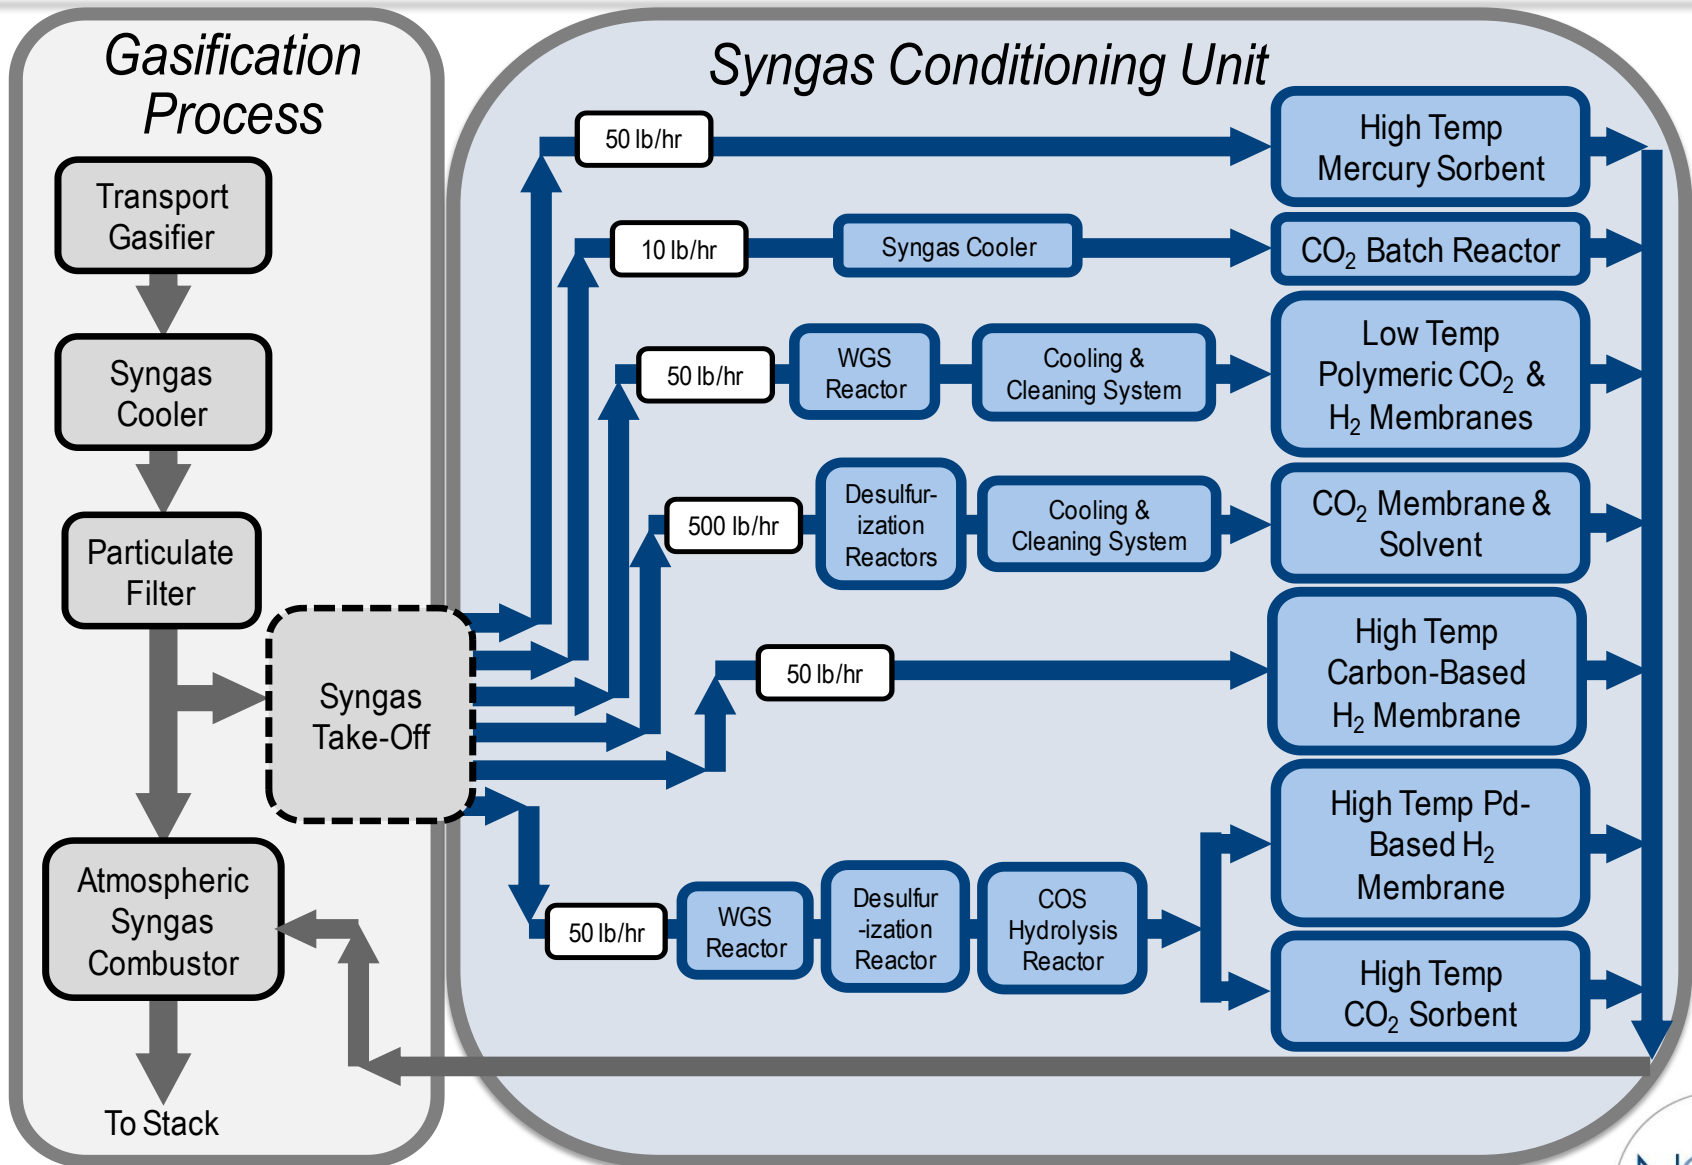 Gasification
Process
Transport
Gasifier
Syngas
Cooler
Particulate
Filter
Syngas
Take-Off
Atmospheric
Syngas
Combustor
To Stack
Syngas Conditioning Unit
50 lb/hr
High Temp
Mercury Sorbent
10 lb/hr
Syngas Cooler
CO₂ Batch Reactor
50 lb/hr
WGS
Reactor
Cooling &
Cleaning System
Low Temp
Polymeric CO₂ &
H₂ Membranes
500 lb/hr
Desulfur-
ization
Reactors
Cooling &
Cleaning System
CO₂ Membrane &
Solvent
50 lb/hr
High Temp
Carbon-Based
H₂ Membrane
50 lb/hr
WGS
Reactor
Desulfur
-ization
Reactor
COS
Hydrolysis
Reactor
High Temp Pd-
Based H₂
Membrane
High Temp
CO₂ Sorbent